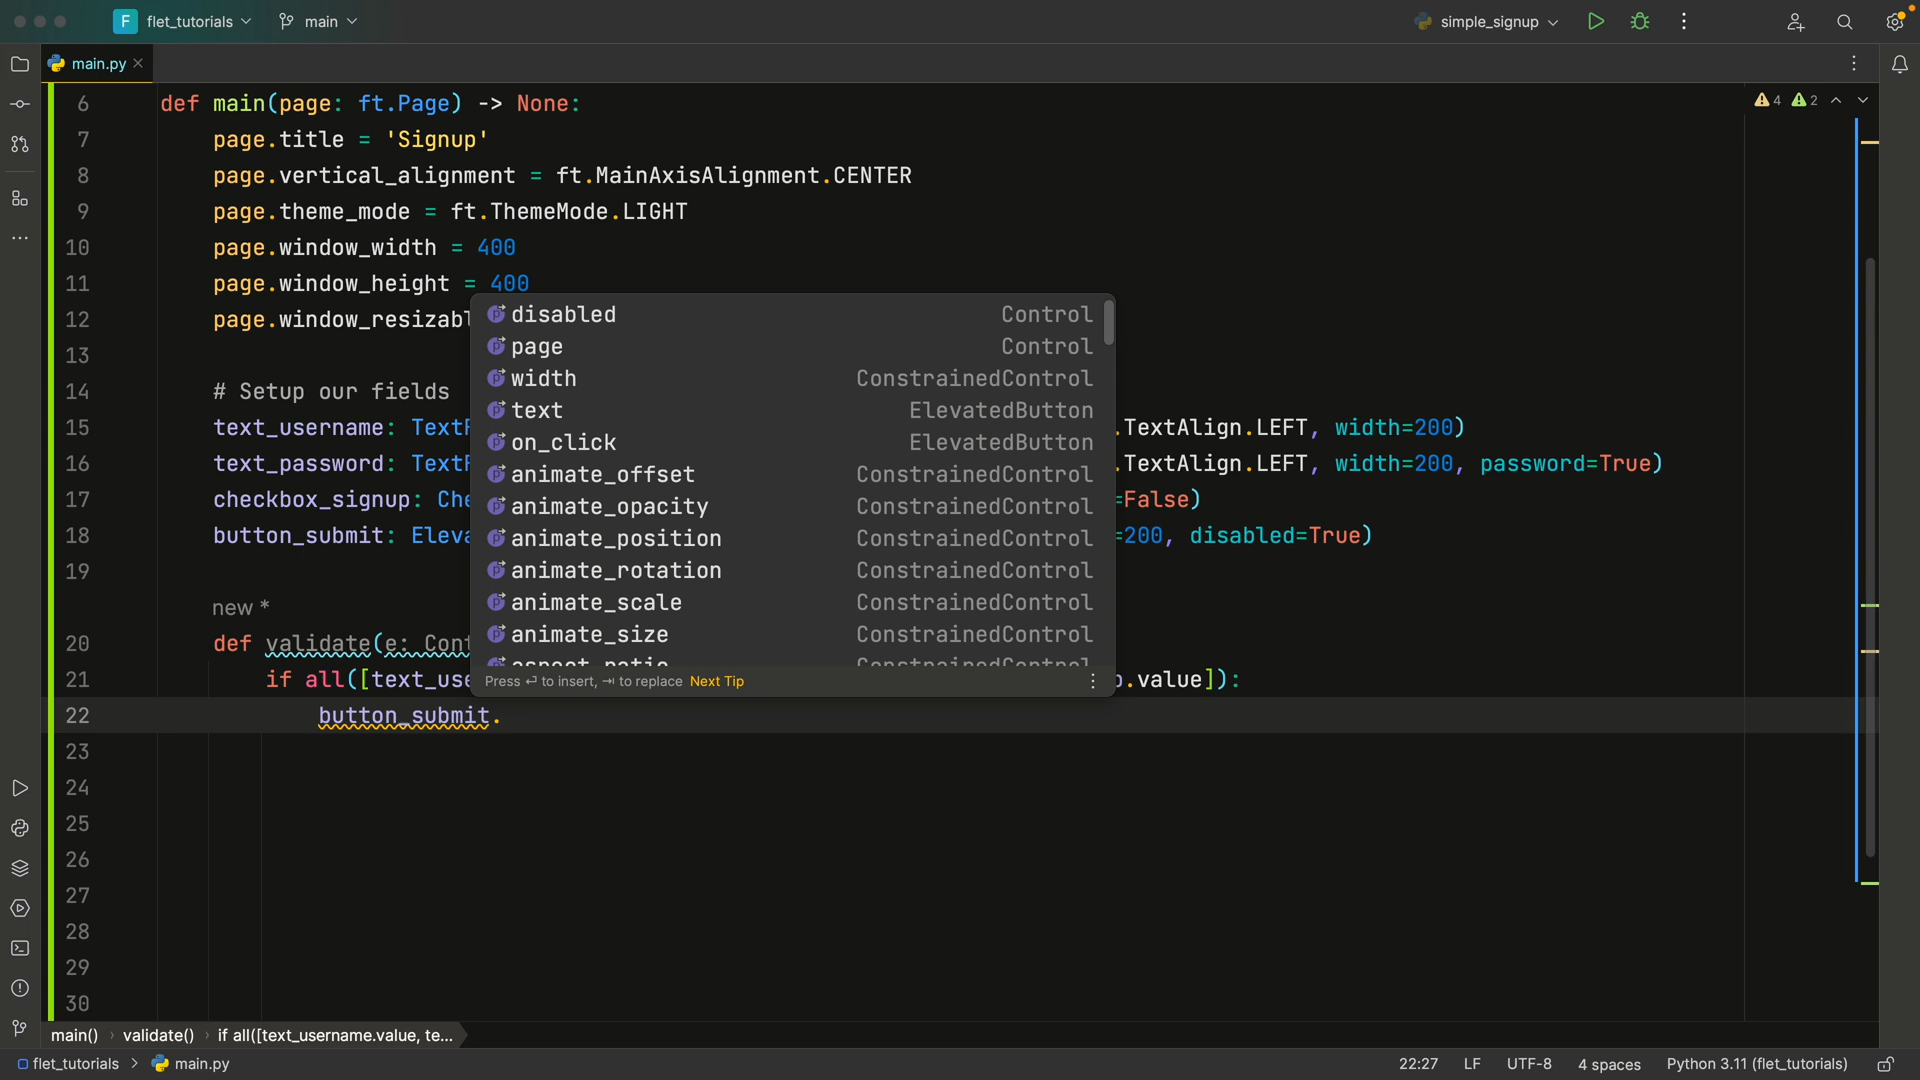 F flet_tutorials main simple_signup
main.py
4 2
6 def main(page: ft.Page) -> None:
7 page.title = 'Signup'
8 page.vertical_alignment = ft.MainAxisAlignment.CENTER
9 page.theme_mode = ft.ThemeMode.LIGHT
10 page.window_width = 400
11 page.window_height = 400
12 page.window_resizabl
13
14 # Setup our fields
15 text_username: TextF .TextAlign.LEFT, width=200)
16 text_password: TextF .TextAlign.LEFT, width=200, password=True)
17 checkbox_signup: Che =False)
18 button_submit: Eleva =200, disabled=True)
19
new *
20 def validate(e: Cont
21 if all([text_use .value]):
22 button_submit.
23
24
25
26
27
28
29
30
disabled Control
page Control
width ConstrainedControl
text ElevatedButton
on_click ElevatedButton
animate_offset ConstrainedControl
animate_opacity ConstrainedControl
animate_position ConstrainedControl
animate_rotation ConstrainedControl
animate_scale ConstrainedControl
animate_size ConstrainedControl
aspect_ratio ConstrainedControl
Press ⏎ to insert, ⇥ to replace Next Tip
main() › validate() › if all([text_username.value, te...
flet_tutorials > main.py 22:27 LF UTF-8 4 spaces Python 3.11 (flet_tutorials)